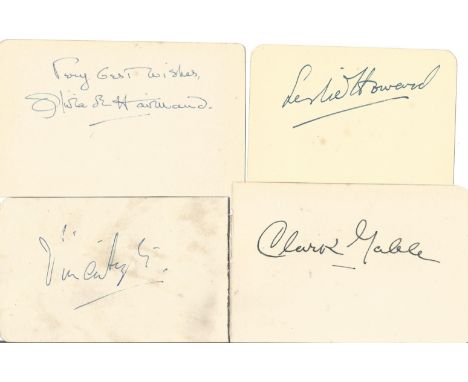 Very Best Wishes,
Olivia de Havilland.
Leslie Howard
Clark Gable